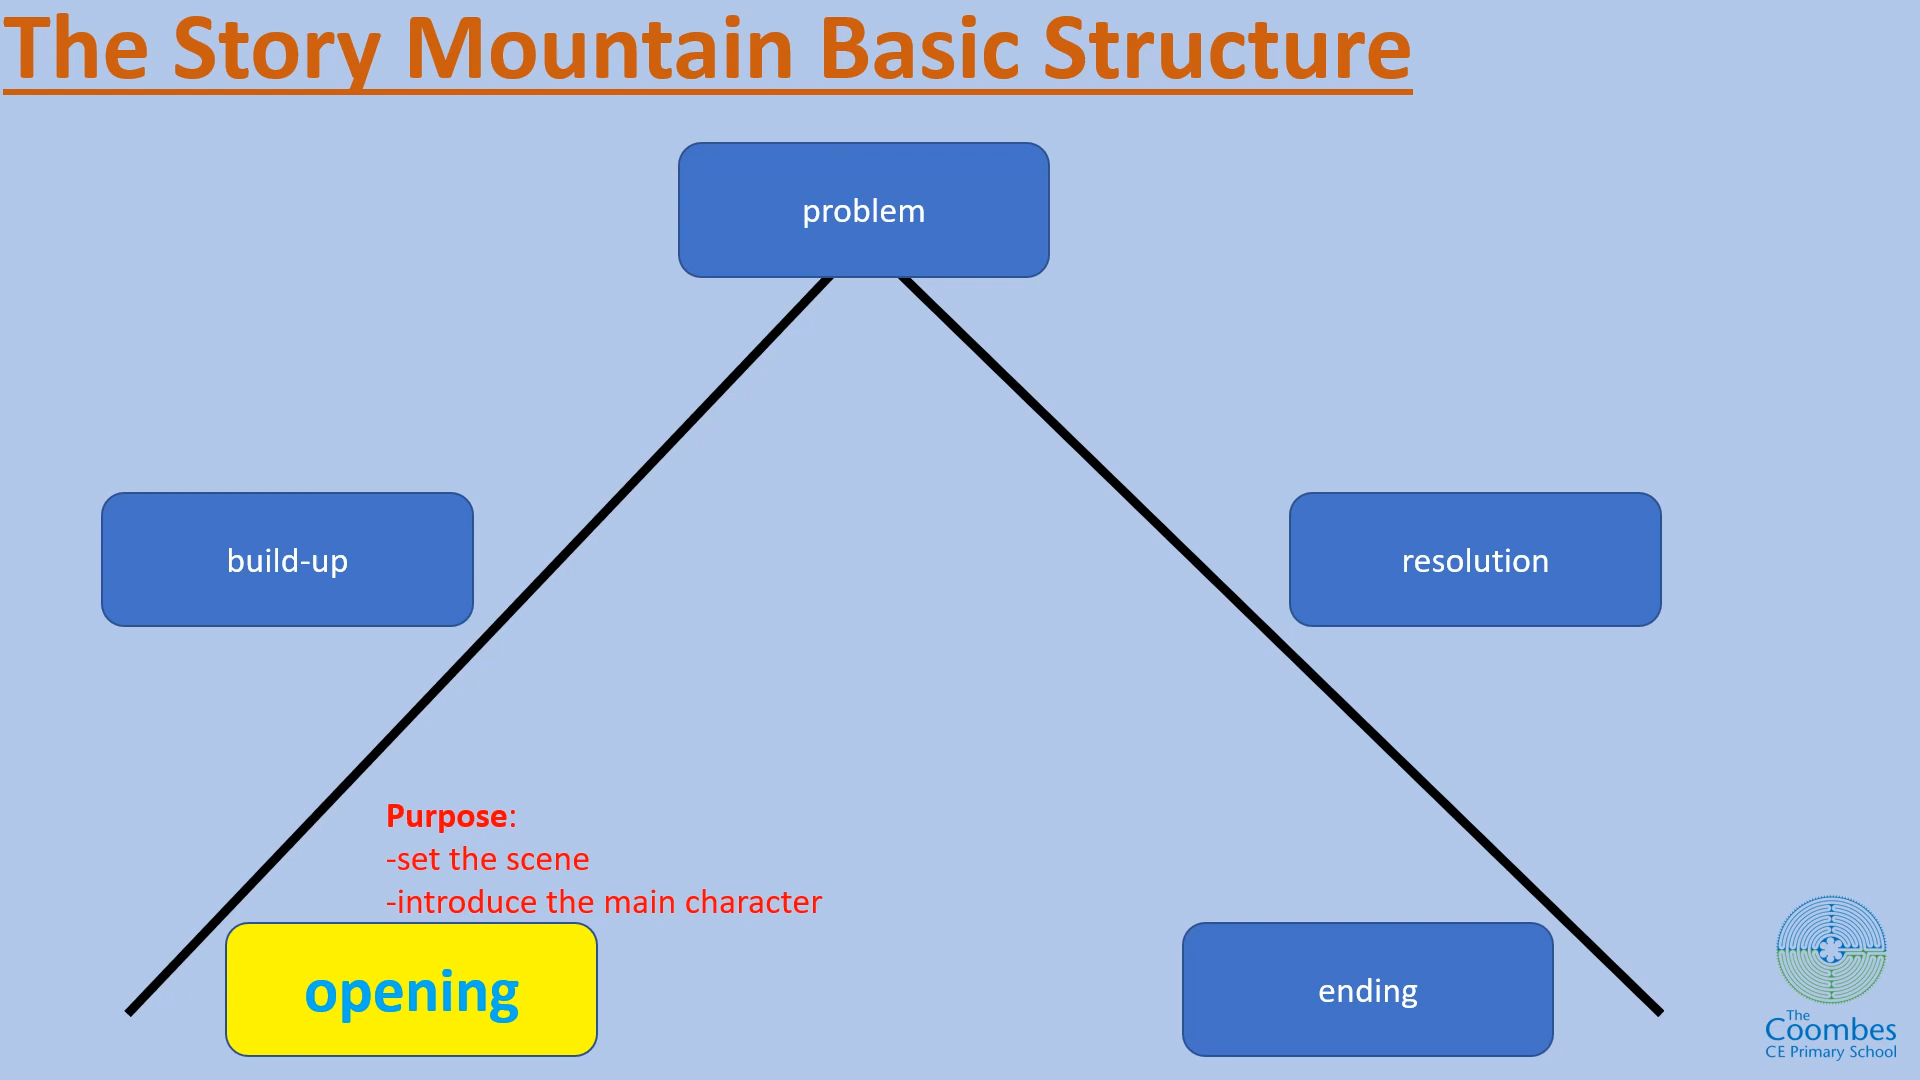 The Story Mountain Basic Structure
problem
build-up
resolution
Purpose:
-set the scene
-introduce the main character
opening
ending
The
Coombes
CE Primary School